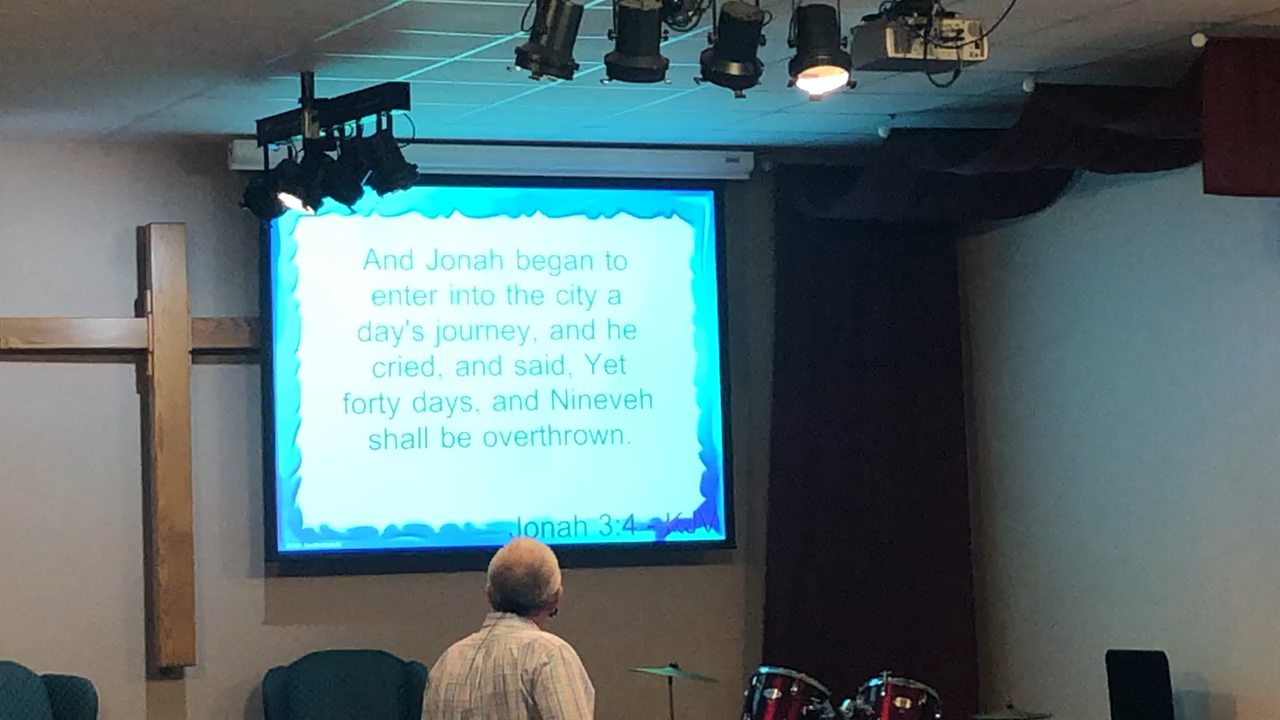 And Jonah began to
enter into the city a
day's journey, and he
cried, and said, Yet
forty days, and Nineveh
shall be overthrown.
Jonah 3:4 - KJV